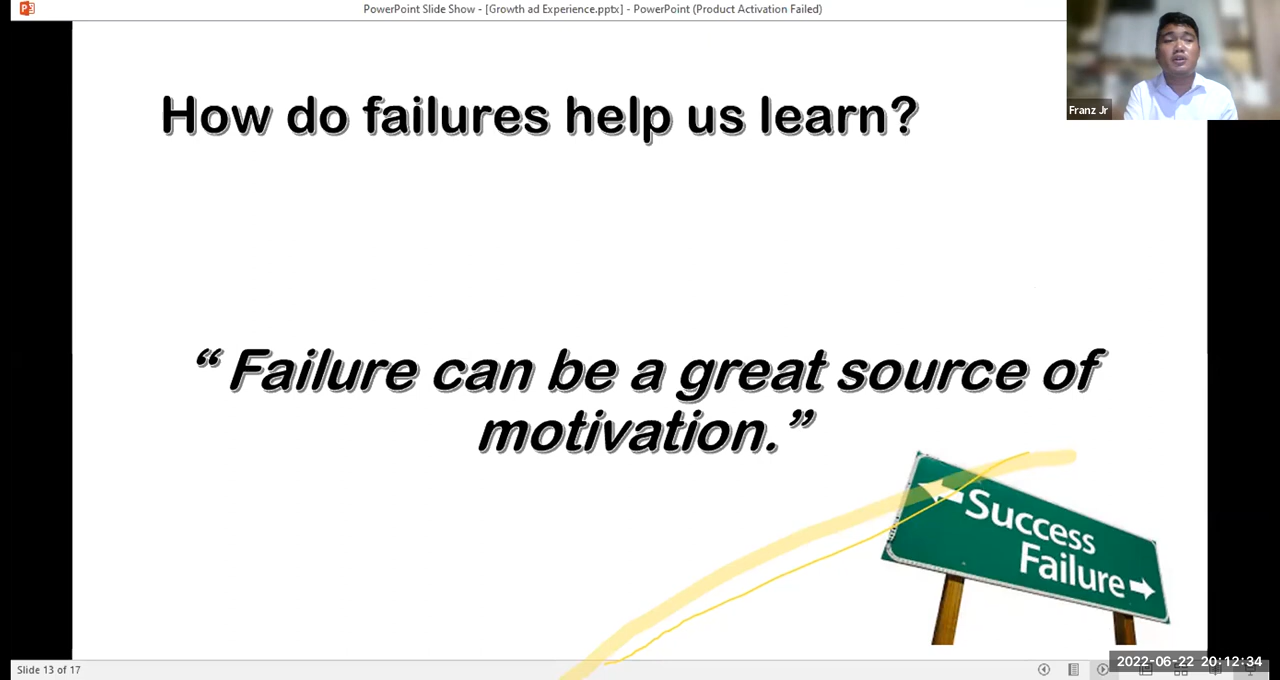 PowerPoint Slide Show - [Growth ad Experience.pptx] - PowerPoint (Product Activation Failed)
Franz Jr
How do failures help us learn?
“ Failure can be a great source of
motivation.”
Success
Failure
Slide 13 of 17
2022-06-22 20:12:34